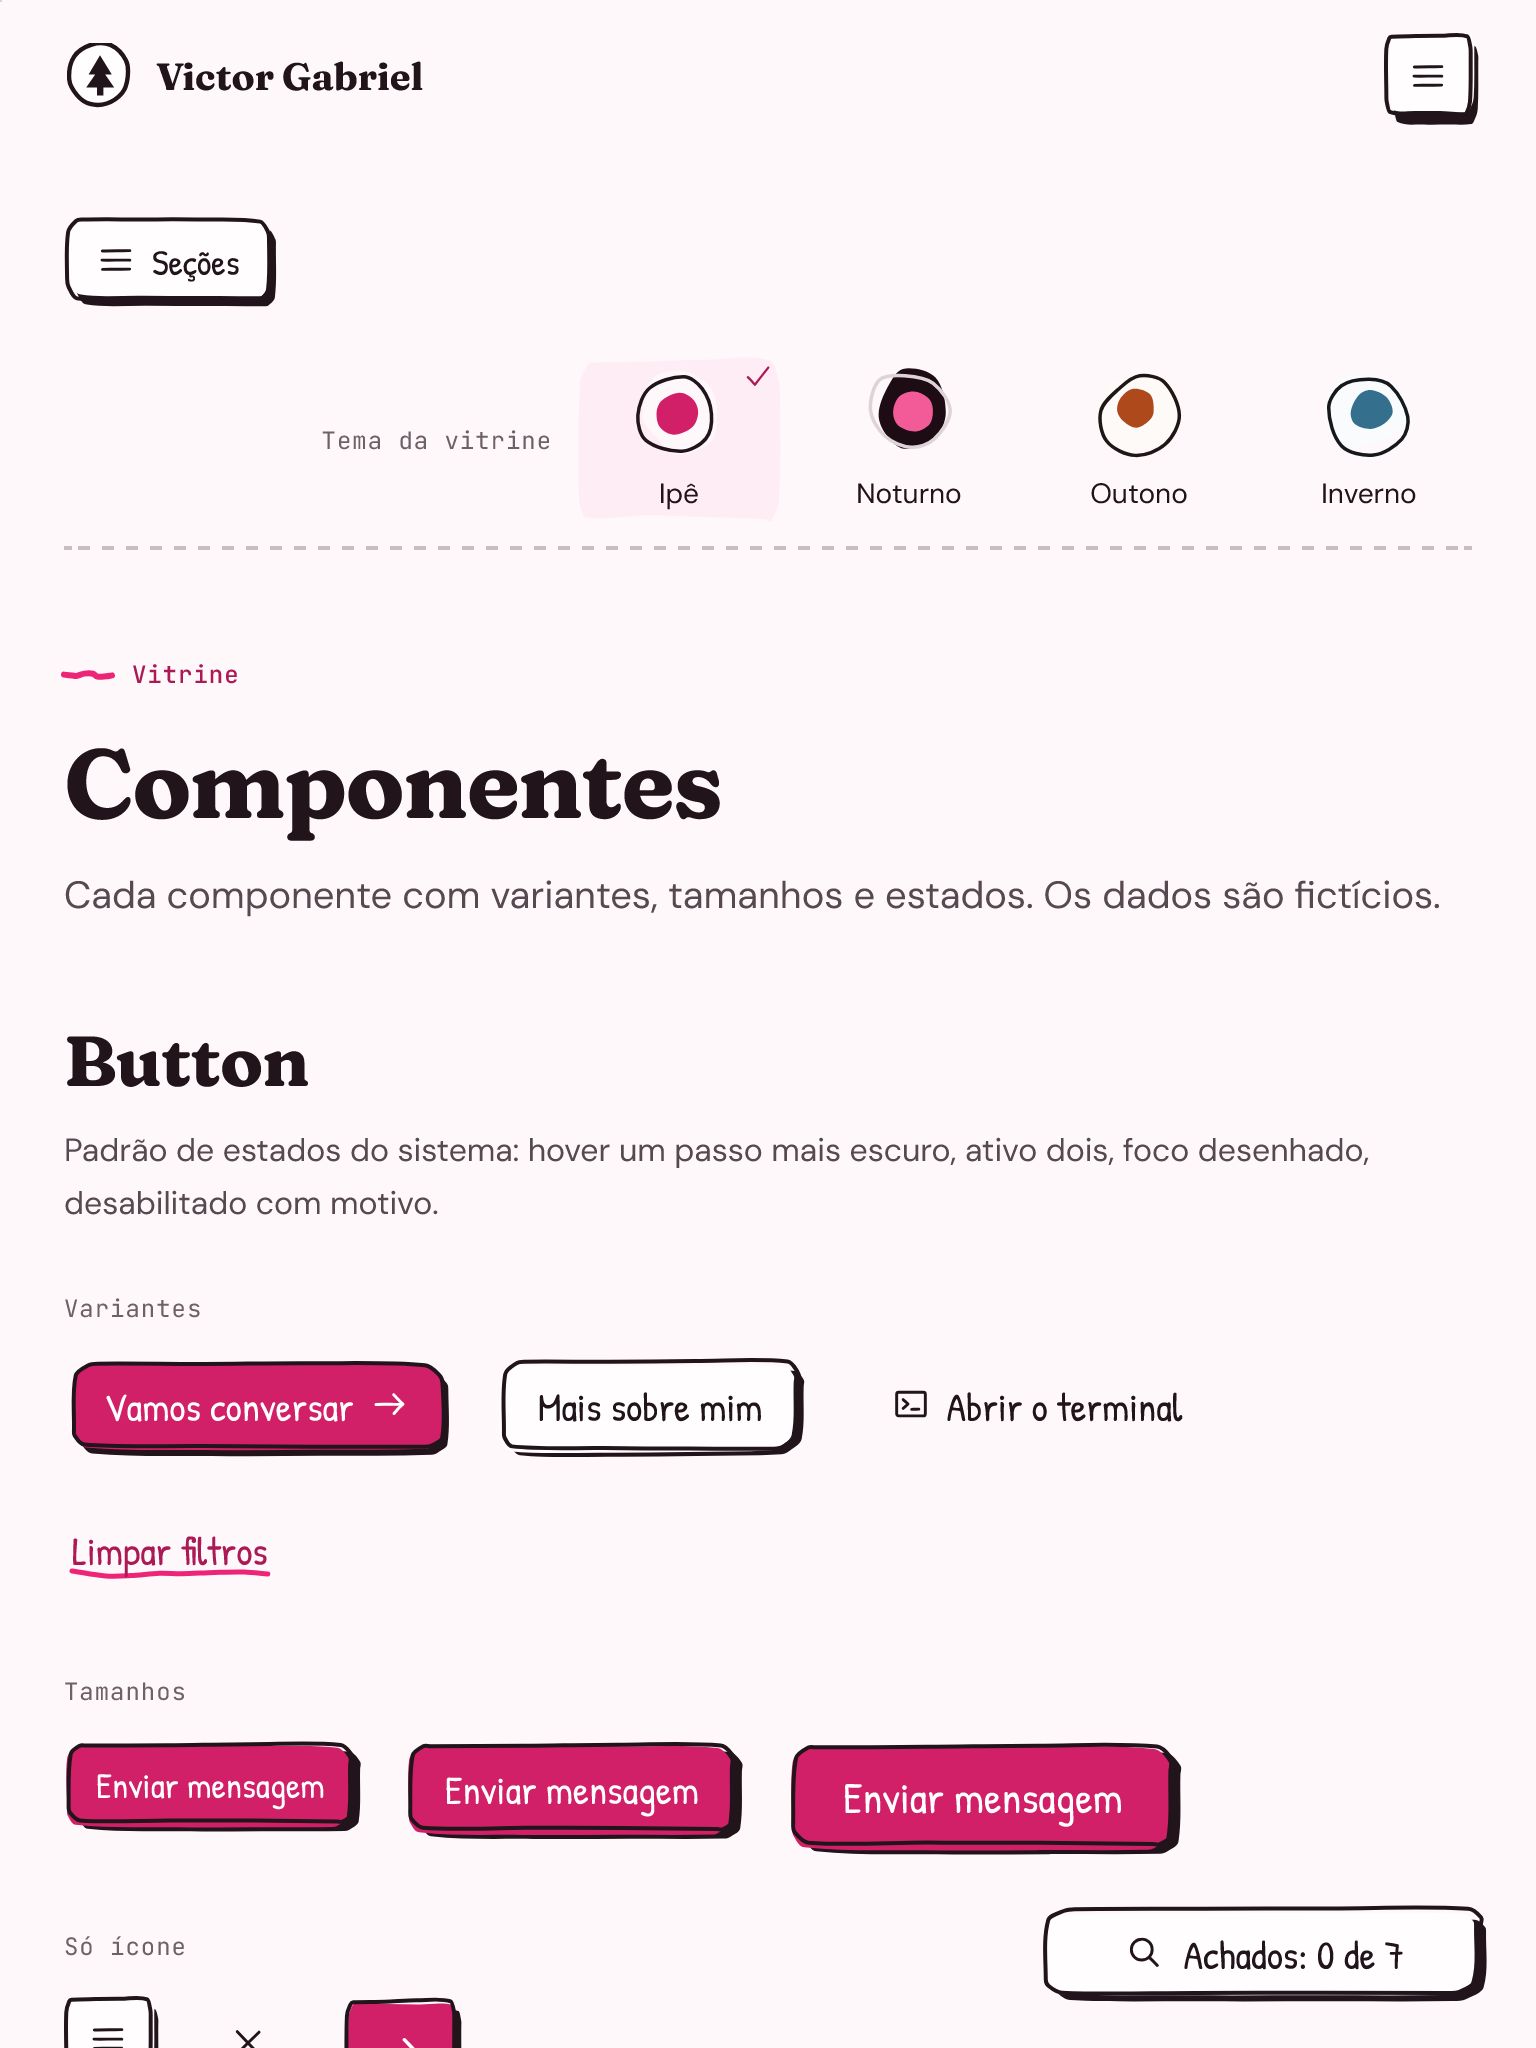 Victor Gabriel
Seções
Tema da vitrine
Ipê
Noturno
Outono
Inverno
Vitrine
Componentes
Cada componente com variantes, tamanhos e estados. Os dados são fictícios.
Button
Padrão de estados do sistema: hover um passo mais escuro, ativo dois, foco desenhado,
desabilitado com motivo.
Variantes
Vamos conversar
Mais sobre mim
Abrir o terminal
Limpar filtros
Tamanhos
Enviar mensagem
Enviar mensagem
Enviar mensagem
Só ícone
Achados: 0 de 7